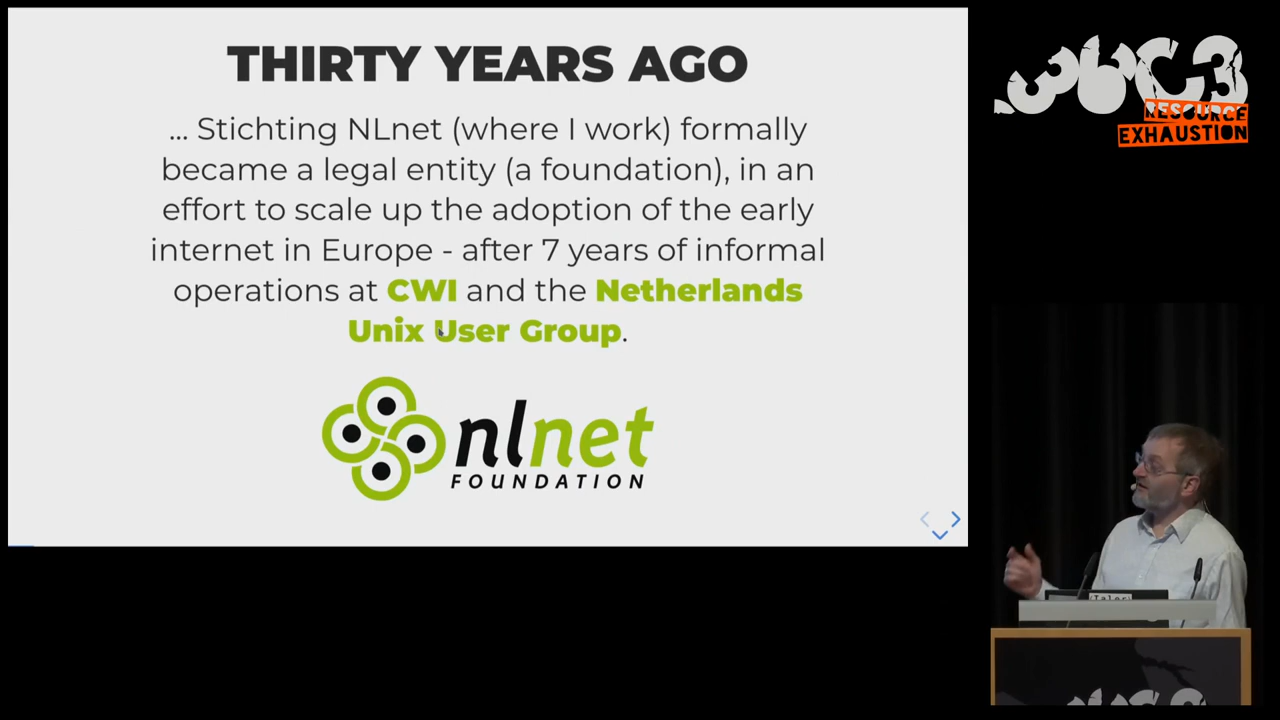 THIRTY YEARS AGO
... Stichting NLnet (where I work) formally
became a legal entity (a foundation), in an
effort to scale up the adoption of the early
internet in Europe - after 7 years of informal
operations at CWI and the Netherlands
Unix User Group.
nlnet
FOUNDATION
36C3
RESOURCE
EXHAUSTION
Taler